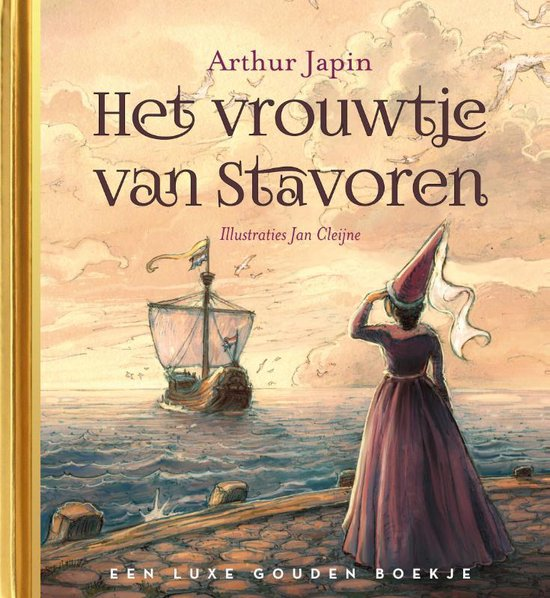 Arthur Japin
Het vrouwtje
van Stavoren
Illustraties Jan Cleijne
EEN LUXE GOUDEN BOEKJE